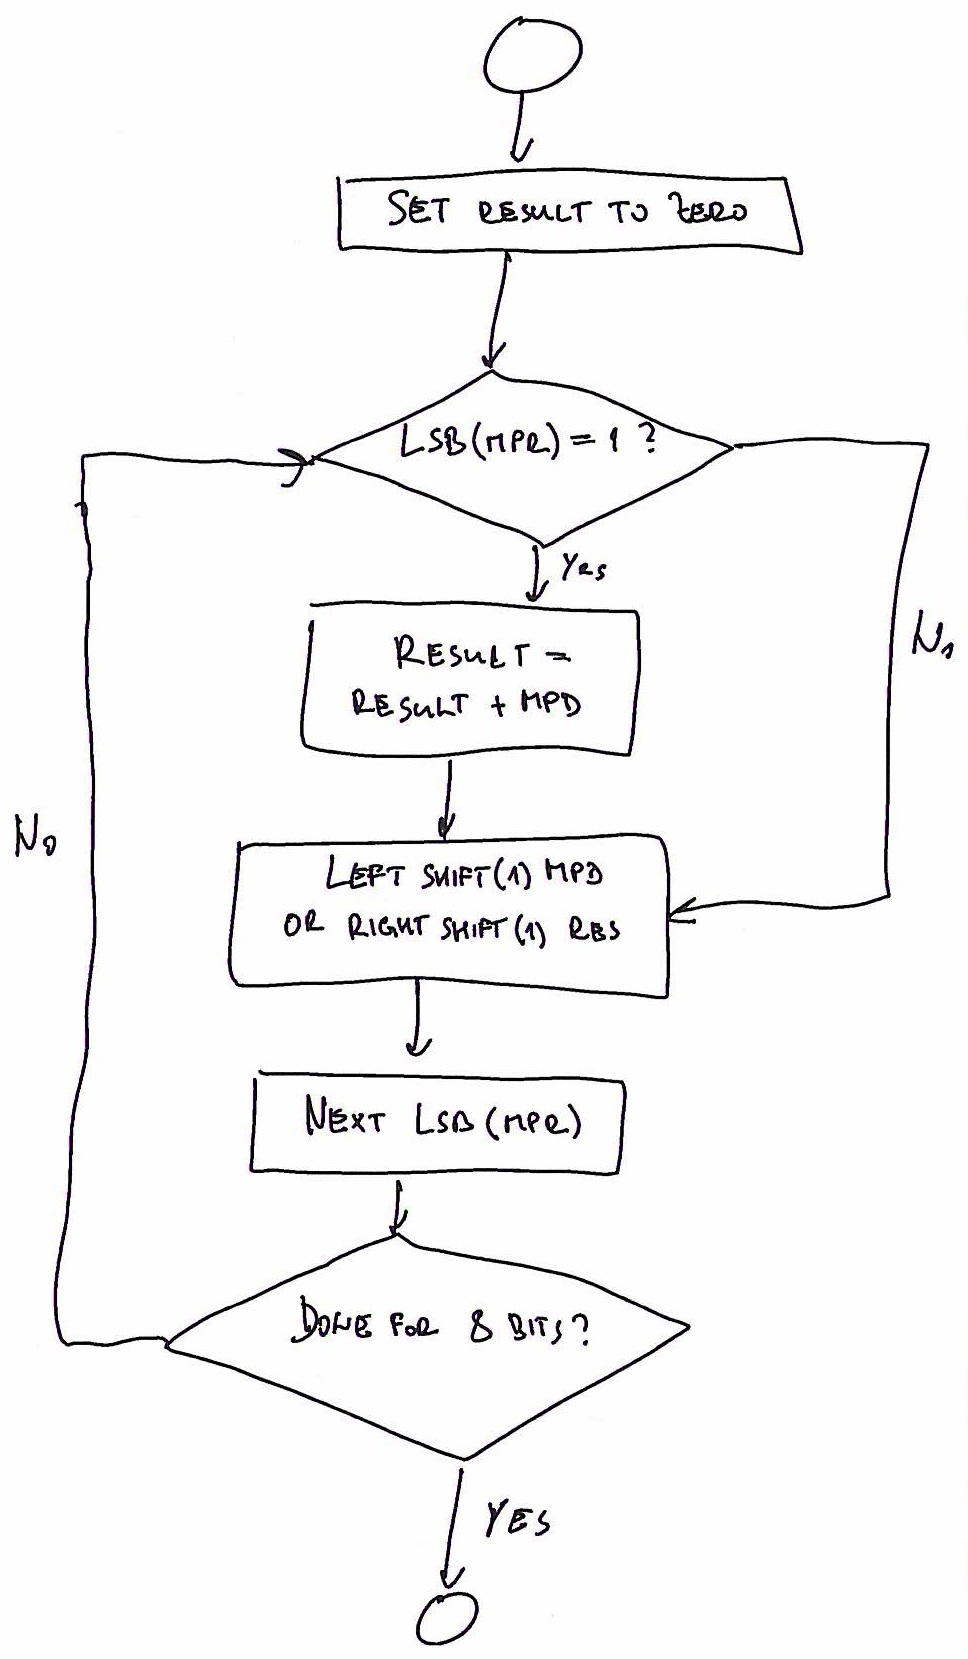 SET RESULT TO ZERO
LSB(MPR) = 1 ?
Yes
No
RESULT =
RESULT + MPD
No
LEFT SHIFT(1) MPD
OR RIGHT SHIFT(1) RES
NEXT LSB(MPR)
DONE FOR 8 BITS?
YES